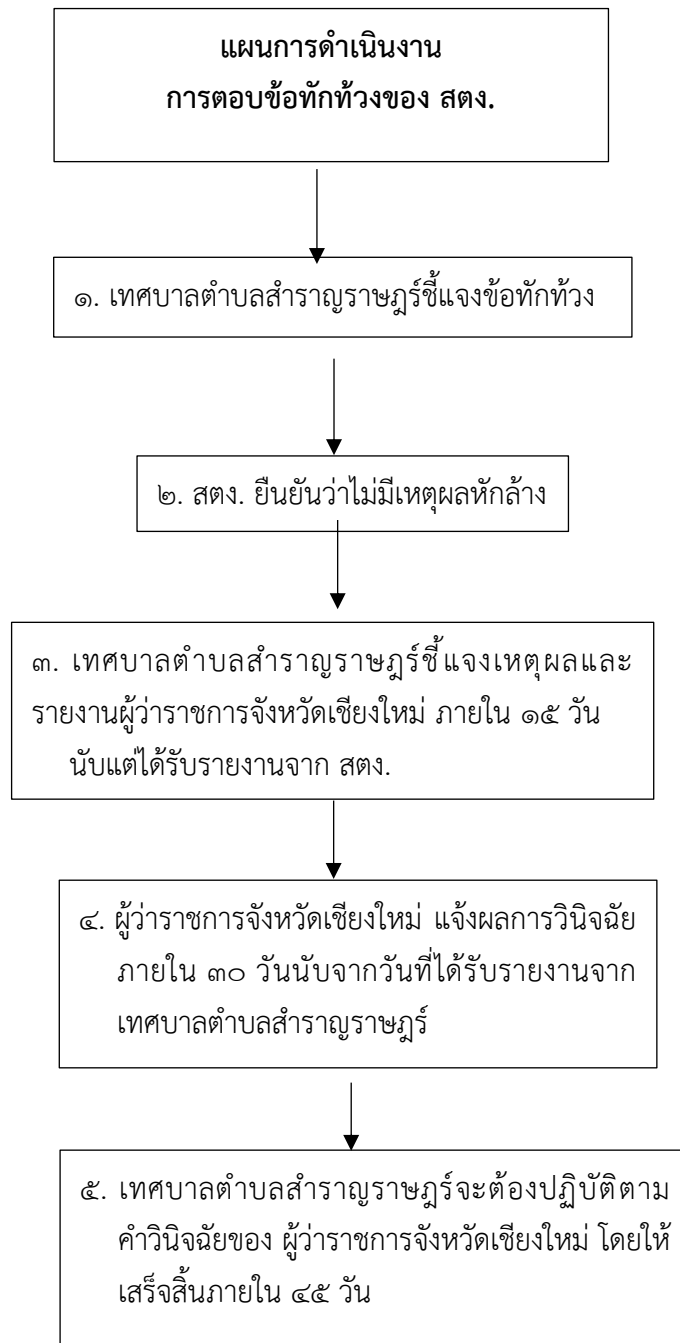 แผนการดำเนินงาน
การตอบข้อทักท้วงของ สตง.
๑. เทศบาลตำบลสำราญราษฎร์ชี้แจงข้อทักท้วง
๒. สตง. ยืนยันว่าไม่มีเหตุผลหักล้าง
๓. เทศบาลตำบลสำราญราษฎร์ชี้แจงเหตุผลและ
รายงานผู้ว่าราชการจังหวัดเชียงใหม่ ภายใน ๑๕ วัน
นับแต่ได้รับรายงานจาก สตง.
๔. ผู้ว่าราชการจังหวัดเชียงใหม่ แจ้งผลการวินิจฉัย
ภายใน ๓๐ วันนับจากวันที่ได้รับรายงานจาก
เทศบาลตำบลสำราญราษฎร์
๕. เทศบาลตำบลสำราญราษฎร์จะต้องปฏิบัติตาม
คำวินิจฉัยของ ผู้ว่าราชการจังหวัดเชียงใหม่ โดยให้
เสร็จสิ้นภายใน ๔๕ วัน